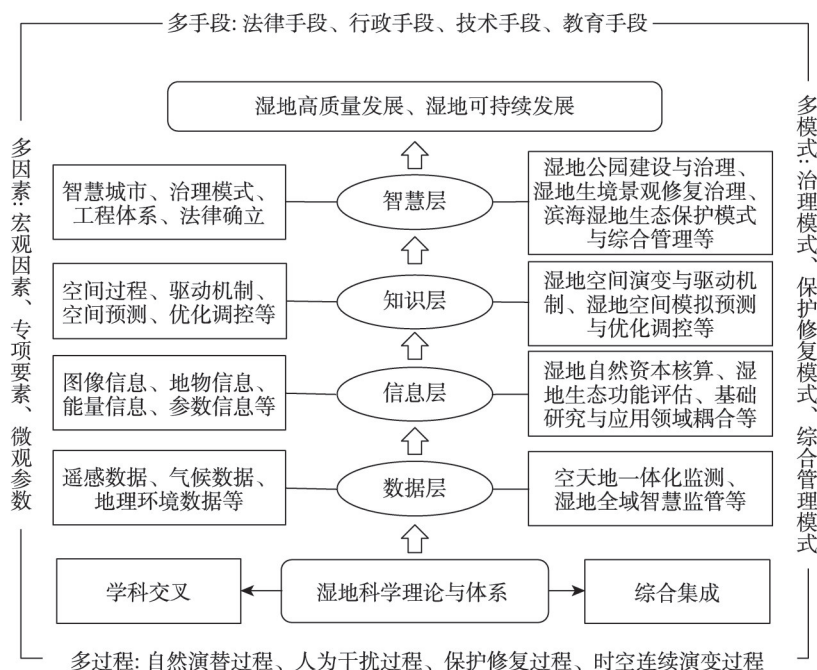 多手段: 法律手段、行政手段、技术手段、教育手段
湿地高质量发展、湿地可持续发展
多因素: 宏观因素、专项要素、微观参数
多模式: 治理模式、保护修复模式、综合管理模式
智慧城市、治理模式、
工程体系、法律确立
智慧层
湿地公园建设与治理、
湿地生境景观修复治理、
滨海湿地生态保护模式
与综合管理等
空间过程、驱动机制、
空间预测、优化调控等
知识层
湿地空间演变与驱动机
制、湿地空间模拟预测
与优化调控等
图像信息、地物信息、
能量信息、参数信息等
信息层
湿地自然资本核算、湿
地生态功能评估、基础
研究与应用领域耦合等
遥感数据、气候数据、
地理环境数据等
数据层
空天地一体化监测、
湿地全域智慧监管等
学科交叉
湿地科学理论与体系
综合集成
多过程: 自然演替过程、人为干扰过程、保护修复过程、时空连续演变过程